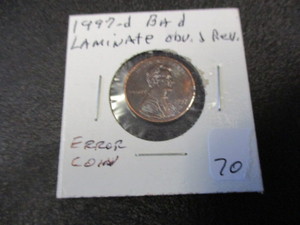 1997-d Bad
Laminate obv. & Rev.
Error
Coin
70